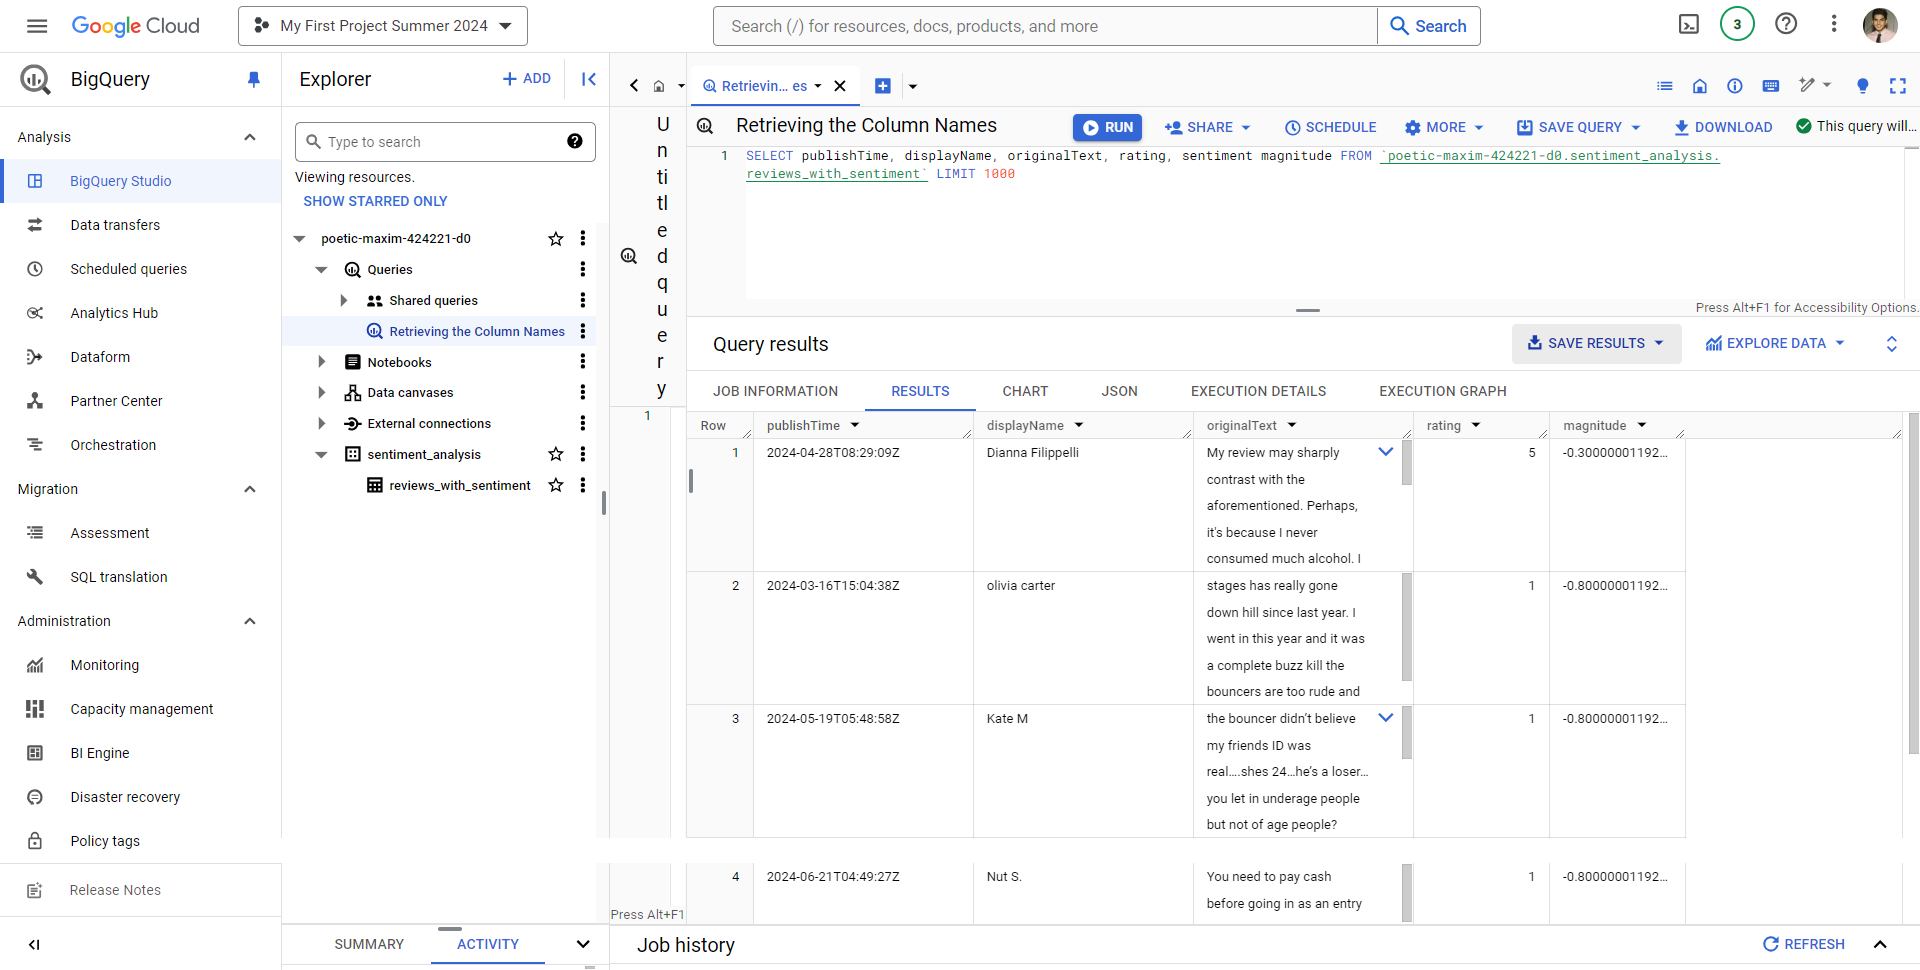 Google Cloud
My First Project Summer 2024
Search (/) for resources, docs, products, and more
Search
3
BigQuery
Analysis
BigQuery Studio
Data transfers
Scheduled queries
Analytics Hub
Dataform
Partner Center
Orchestration
Migration
Assessment
SQL translation
Administration
Monitoring
Capacity management
BI Engine
Disaster recovery
Policy tags
Release Notes
Explorer
ADD
Type to search
Viewing resources.
SHOW STARRED ONLY
poetic-maxim-424221-d0
Queries
Shared queries
Retrieving the Column Names
Notebooks
Data canvases
External connections
sentiment_analysis
reviews_with_sentiment
SUMMARY
ACTIVITY
U
n
ti
tl
e
d
q
u
e
r
y
1
Press Alt+F1
Retrievin... es
Retrieving the Column Names
RUN
SHARE
SCHEDULE
MORE
SAVE QUERY
DOWNLOAD
This query will...
1 SELECT publishTime, displayName, originalText, rating, sentiment magnitude FROM `poetic-maxim-424221-d0.sentiment_analysis.
reviews_with_sentiment` LIMIT 1000
Press Alt+F1 for Accessibility Options.
Query results
SAVE RESULTS
EXPLORE DATA
JOB INFORMATION RESULTS CHART JSON EXECUTION DETAILS EXECUTION GRAPH
Row publishTime displayName originalText rating magnitude
1 2024-04-28T08:29:09Z Dianna Filippelli My review may sharply 5 -0.30000001192...
contrast with the
aforementioned. Perhaps,
it's because I never
consumed much alcohol. I
2 2024-03-16T15:04:38Z olivia carter stages has really gone 1 -0.80000001192...
down hill since last year. I
went in this year and it was
a complete buzz kill the
bouncers are too rude and
3 2024-05-19T05:48:58Z Kate M the bouncer didn't believe 1 -0.80000001192...
my friends ID was
real....shes 24...he's a loser...
you let in underage people
but not of age people?
4 2024-06-21T04:49:27Z Nut S. You need to pay cash 1 -0.80000001192...
before going in as an entry
Job history
REFRESH